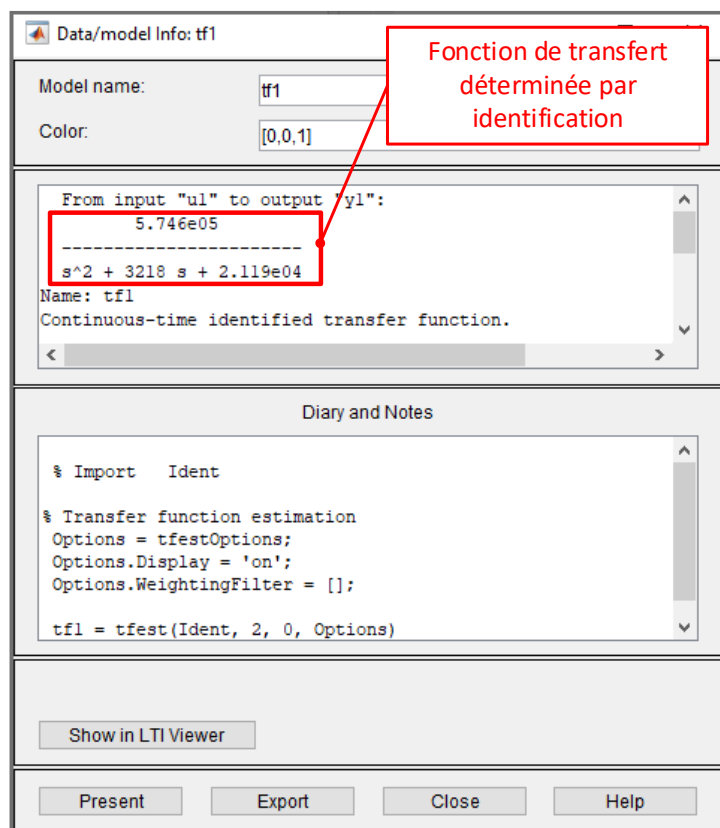 Data/model Info: tf1
Fonction de transfert
déterminée par
identification
Model name:
tf1
Color:
[0,0,1]
From input "u1" to output "y1":
5.746e05
-----------------------
s^2 + 3218 s + 2.119e04
Name: tf1
Continuous-time identified transfer function.
Diary and Notes
% Import   Ident
% Transfer function estimation
Options = tfestOptions;
Options.Display = 'on';
Options.WeightingFilter = [];
tf1 = tfest(Ident, 2, 0, Options)
Show in LTI Viewer
Present
Export
Close
Help